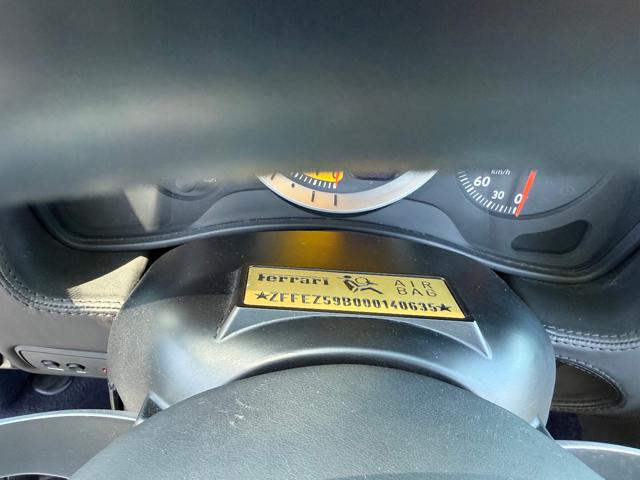 km/h
60
30
0
ferrari AIR
BAG
★ZFFEZ59B000140635★